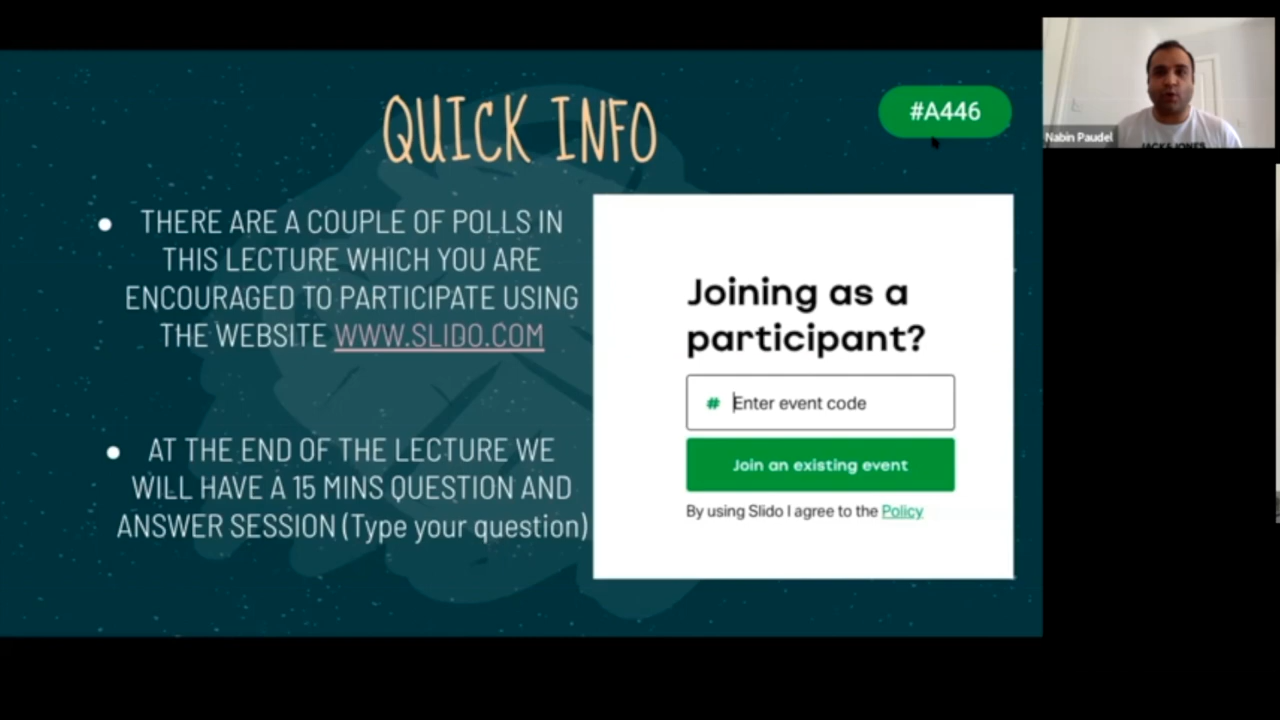 QUICK INFO
#A446
THERE ARE A COUPLE OF POLLS IN
THIS LECTURE WHICH YOU ARE
ENCOURAGED TO PARTICIPATE USING
THE WEBSITE WWW.SLIDO.COM
AT THE END OF THE LECTURE WE
WILL HAVE A 15 MINS QUESTION AND
ANSWER SESSION (Type your question)
Joining as a
participant?
# Enter event code
Join an existing event
By using Slido I agree to the Policy
Nabin Paudel
JACK&JONES